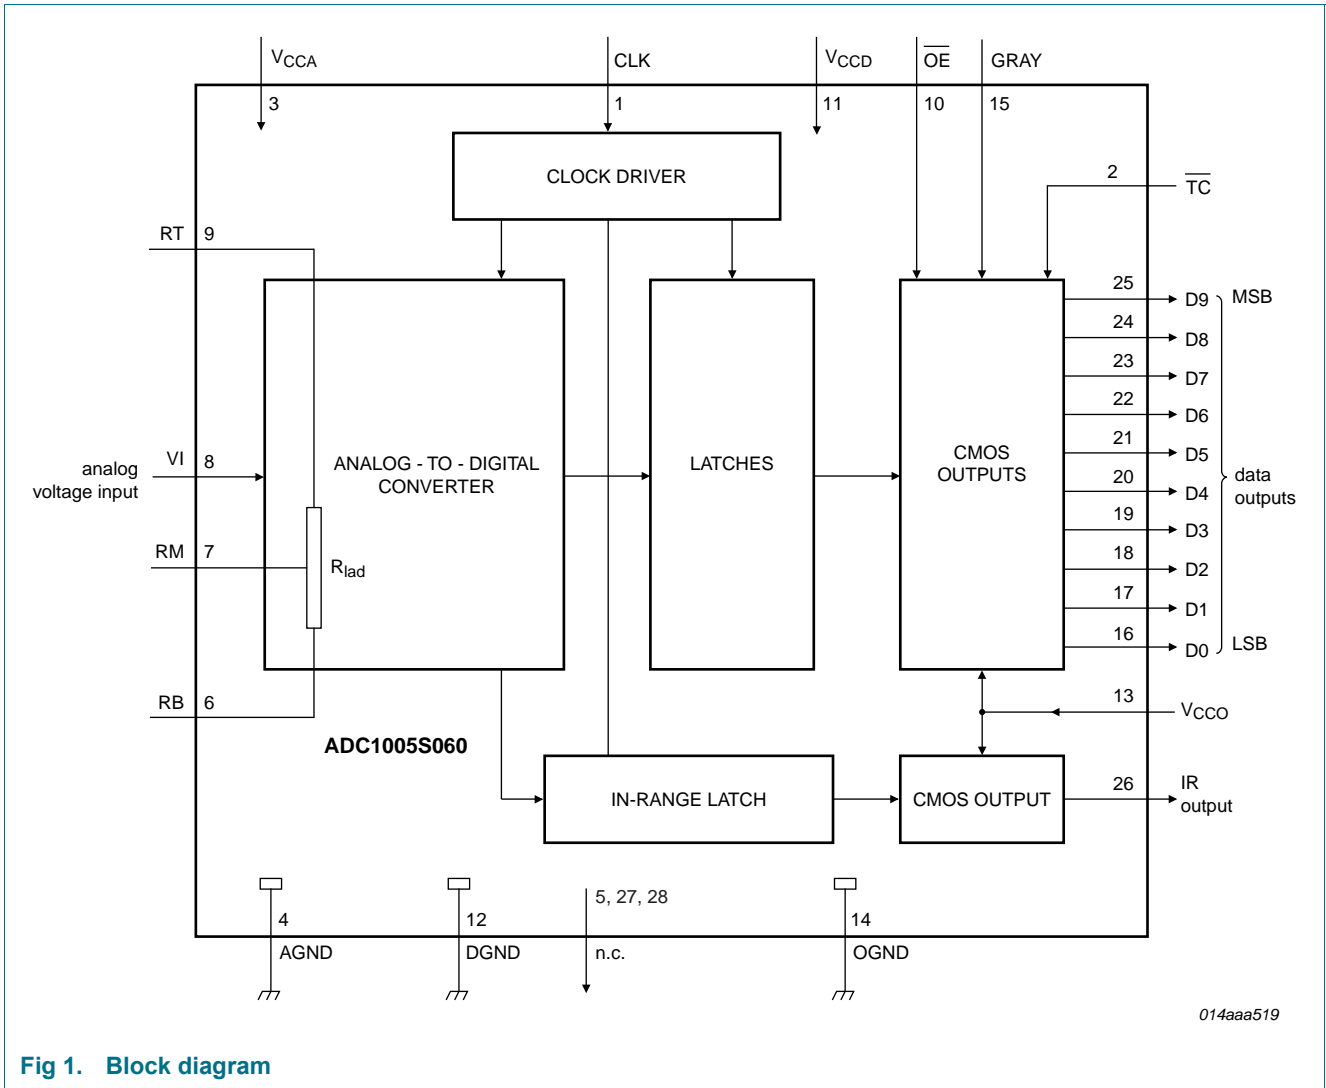 VCCA
CLK
VCCD
OE
GRAY
3
1
11
10
15
CLOCK DRIVER
2
TC
RT
9
25
D9
MSB
24
D8
23
D7
22
D6
21
D5
20
D4
19
D3
18
D2
17
D1
16
D0
LSB
data
outputs
analog
voltage input
VI
8
ANALOG - TO - DIGITAL
CONVERTER
LATCHES
CMOS
OUTPUTS
RM
7
Rlad
RB
6
13
VCCO
ADC1005S060
IN-RANGE LATCH
CMOS OUTPUT
26
IR
output
4
12
5, 27, 28
14
AGND
DGND
n.c.
OGND
014aaa519
Fig 1. Block diagram